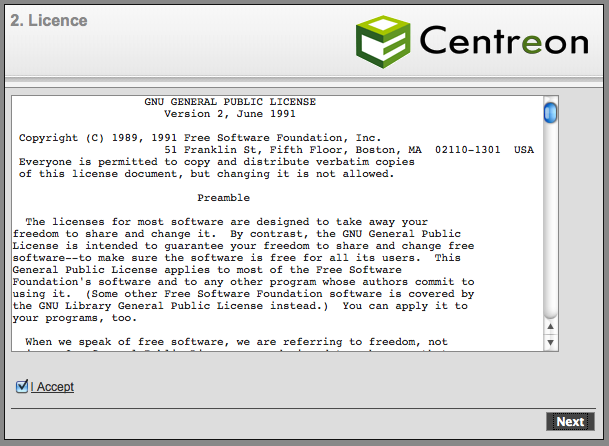 2. Licence
Centreon
GNU GENERAL PUBLIC LICENSE
Version 2, June 1991
Copyright (C) 1989, 1991 Free Software Foundation, Inc.
51 Franklin St, Fifth Floor, Boston, MA 02110-1301 USA
Everyone is permitted to copy and distribute verbatim copies
of this license document, but changing it is not allowed.
Preamble
The licenses for most software are designed to take away your
freedom to share and change it. By contrast, the GNU General Public
License is intended to guarantee your freedom to share and change free
software--to make sure the software is free for all its users. This
General Public License applies to most of the Free Software
Foundation's software and to any other program whose authors commit to
using it. (Some other Free Software Foundation software is covered by
the GNU Library General Public License instead.) You can apply it to
your programs, too.
When we speak of free software, we are referring to freedom, not
I Accept
Next